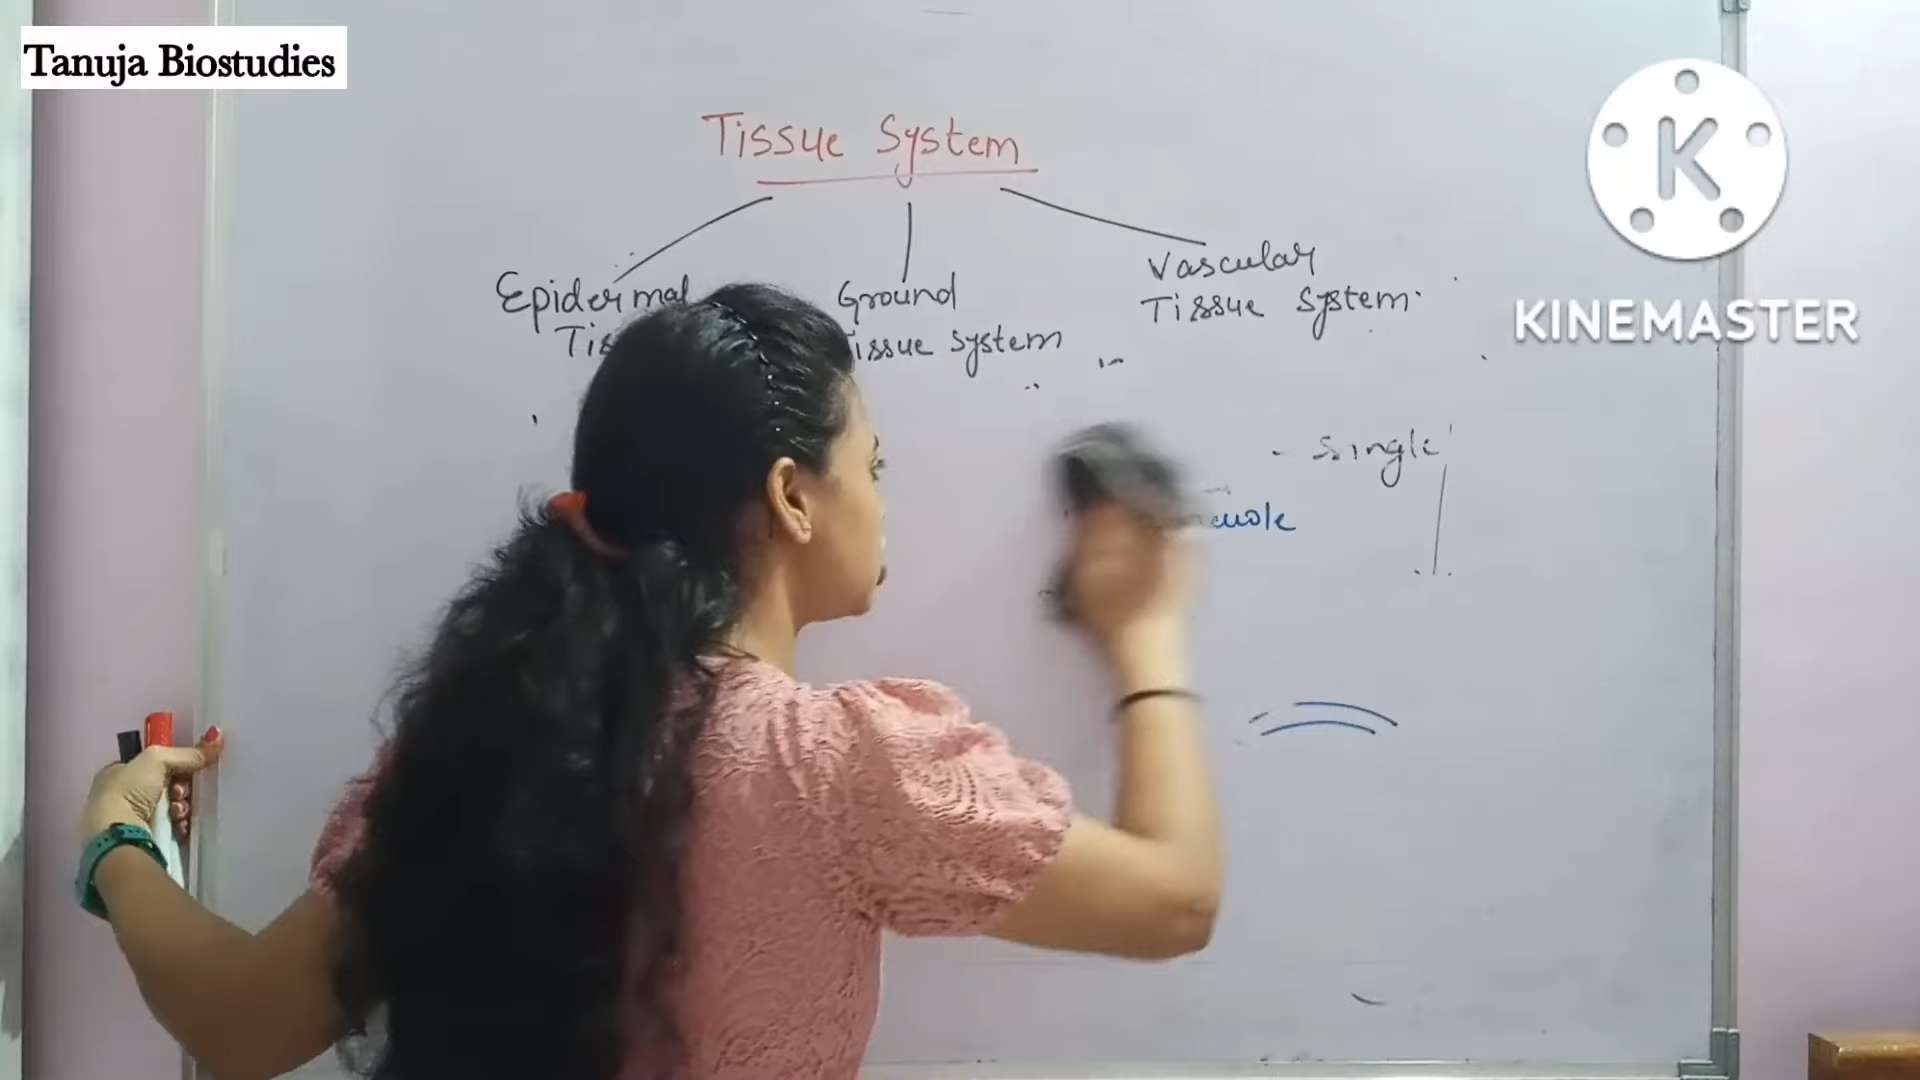 Tanuja Biostudies
Tissue System
Epidermal
Ground
Tissue system
Vascular
Tissue system.
- single
KINEMASTER